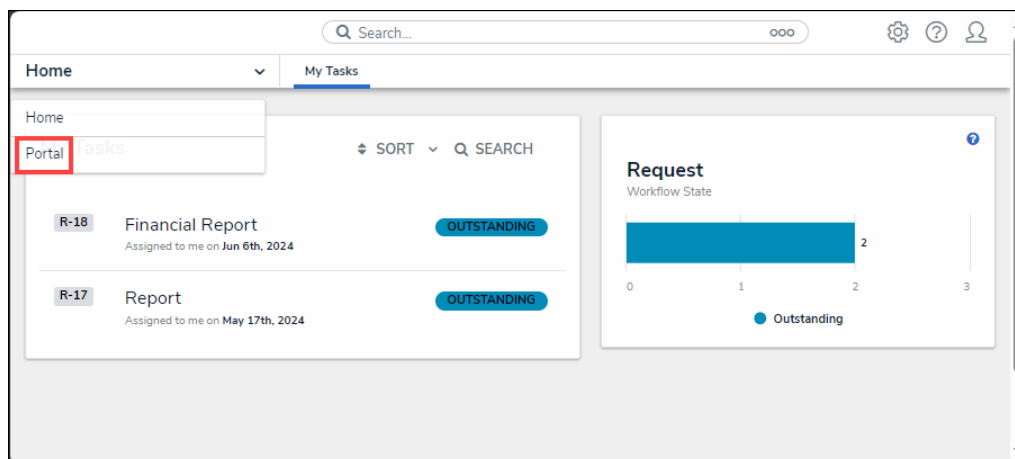 Search...
Home
My Tasks
Home
Portal
Tasks
SORT
SEARCH
R-18
Financial Report
OUTSTANDING
Assigned to me on Jun 6th, 2024
R-17
Report
OUTSTANDING
Assigned to me on May 17th, 2024
Request
Workflow State
2
0 1 2 3
Outstanding